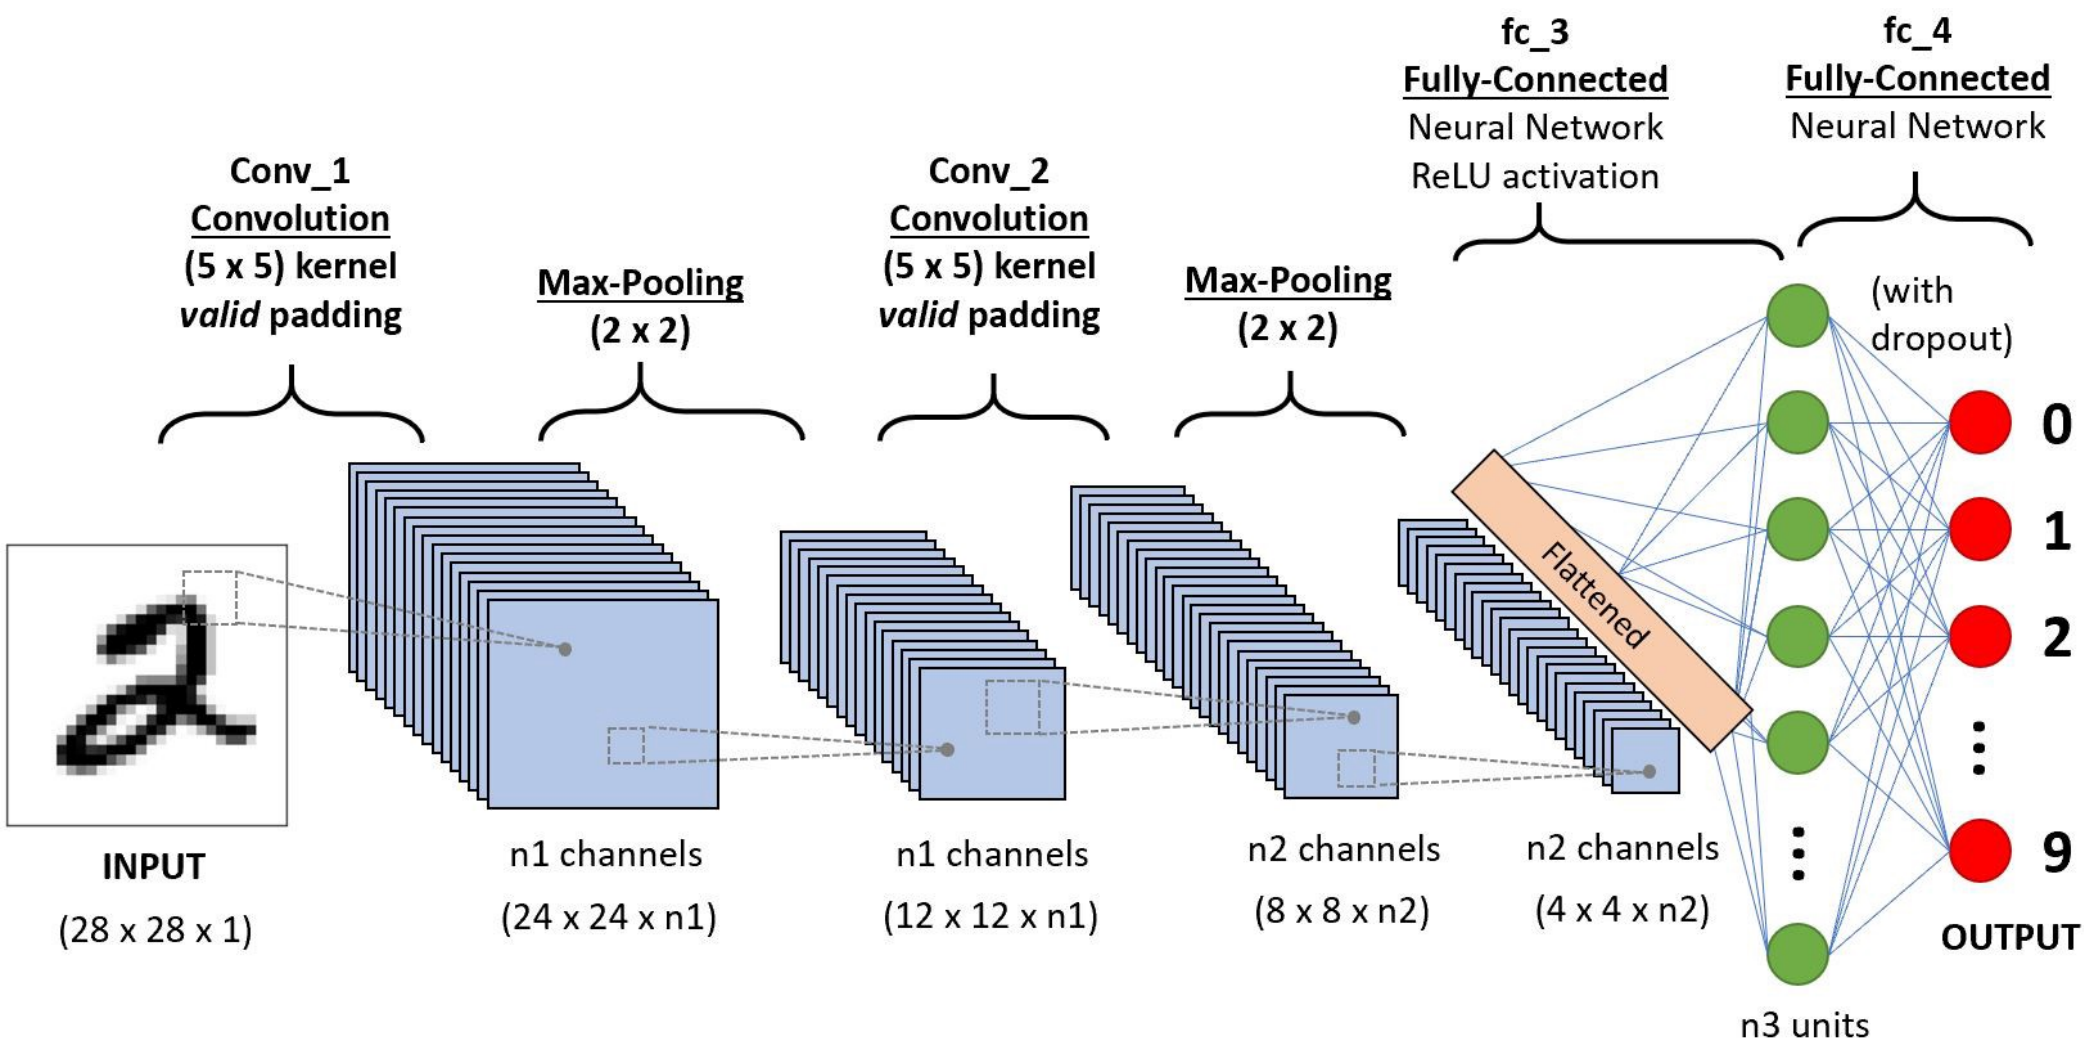 Conv_1
Convolution
(5 x 5) kernel
valid padding
Max-Pooling
(2 x 2)
Conv_2
Convolution
(5 x 5) kernel
valid padding
Max-Pooling
(2 x 2)
fc_3
Fully-Connected
Neural Network
ReLU activation
fc_4
Fully-Connected
Neural Network
(with
dropout)
INPUT
(28 x 28 x 1)
n1 channels
(24 x 24 x n1)
n1 channels
(12 x 12 x n1)
n2 channels
(8 x 8 x n2)
n2 channels
(4 x 4 x n2)
Flattened
n3 units
0
1
2
9
OUTPUT
2